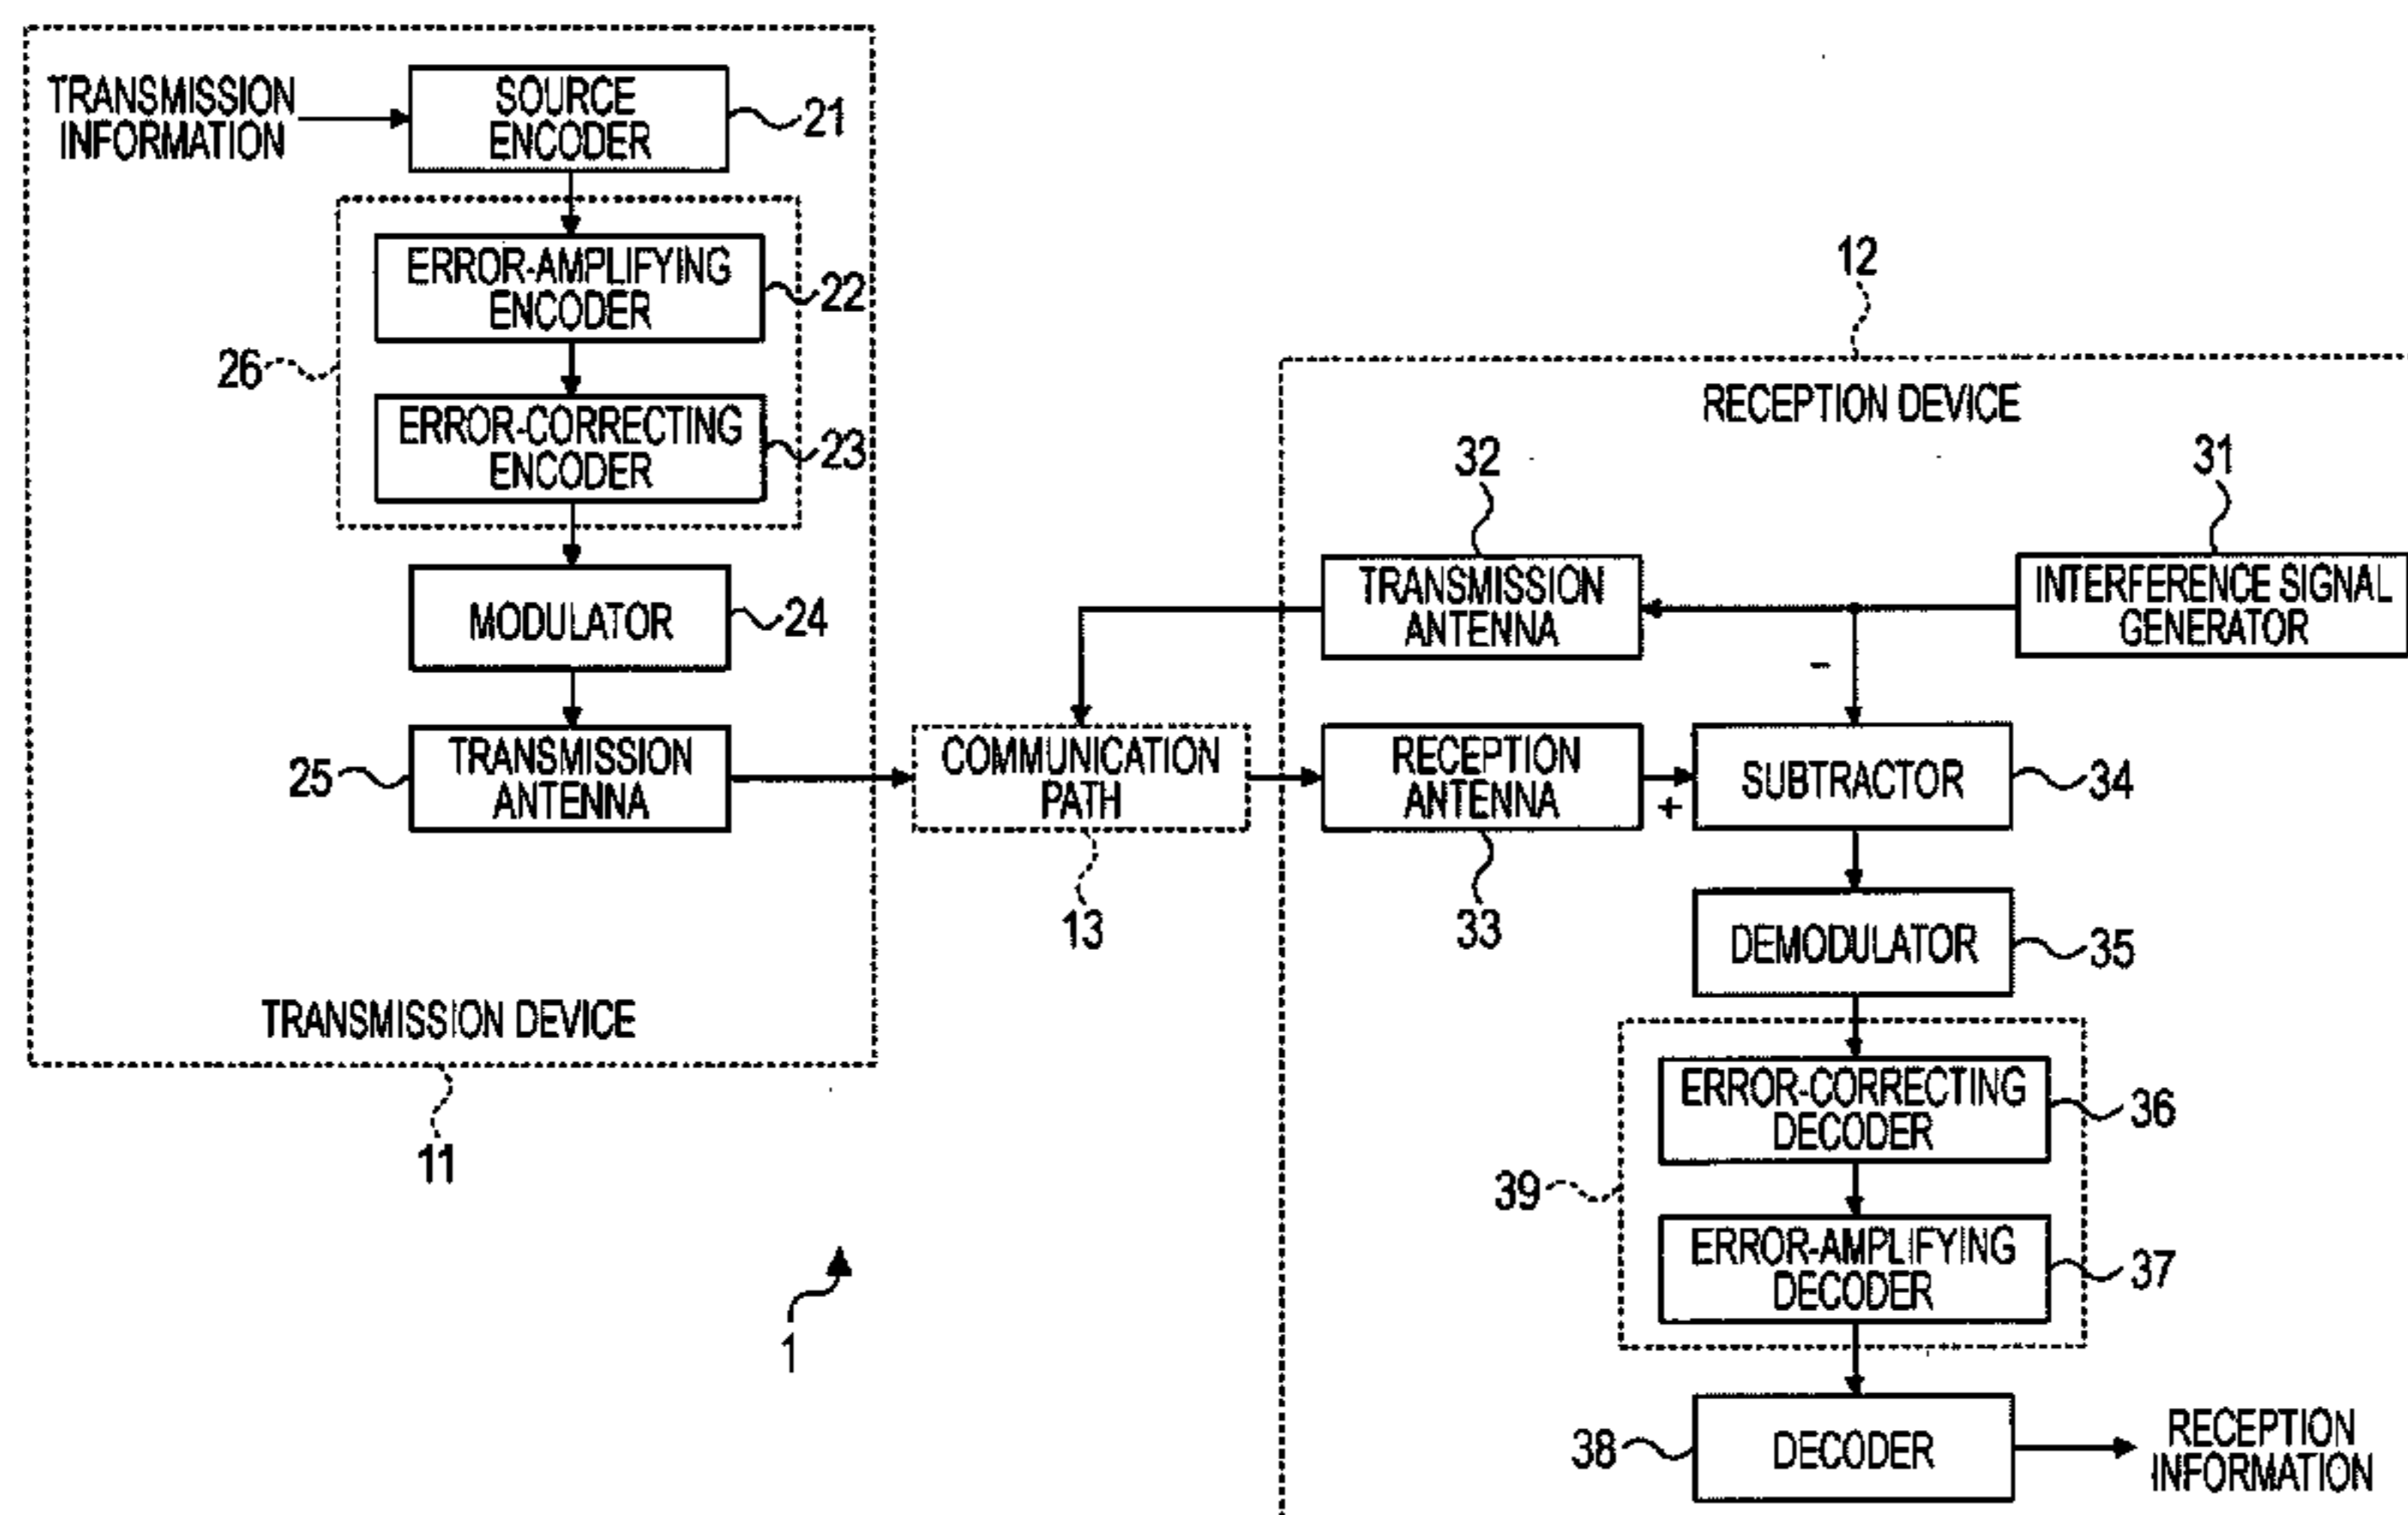 TRANSMISSION
INFORMATION
SOURCE
ENCODER
21
ERROR-AMPLIFYING
ENCODER
22
26
ERROR-CORRECTING
ENCODER
23
MODULATOR
24
25
TRANSMISSION
ANTENNA
TRANSMISSION DEVICE
11
1
COMMUNICATION
PATH
13
12
RECEPTION DEVICE
32
31
TRANSMISSION
ANTENNA
INTERFERENCE SIGNAL
GENERATOR
-
RECEPTION
ANTENNA
33
+
SUBTRACTOR
34
DEMODULATOR
35
ERROR-CORRECTING
DECODER
36
39
ERROR-AMPLIFYING
DECODER
37
38
DECODER
RECEPTION
INFORMATION